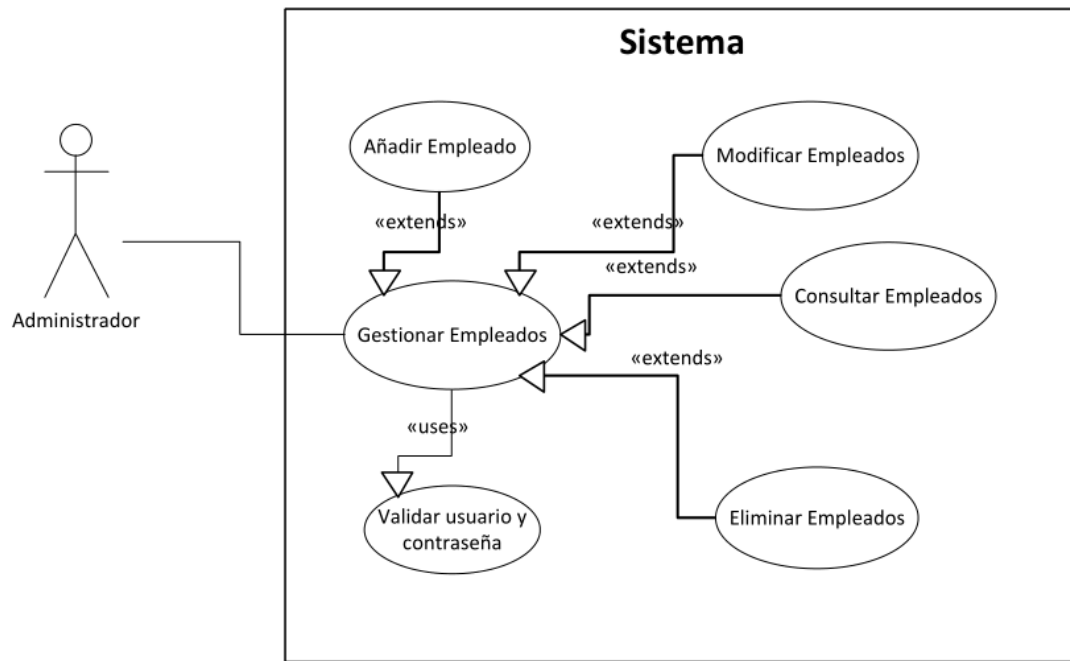 Sistema
Añadir Empleado
Modificar Empleados
«extends»
«extends»
«extends»
Consultar Empleados
Administrador
Gestionar Empleados
«extends»
«uses»
Validar usuario y
contraseña
Eliminar Empleados